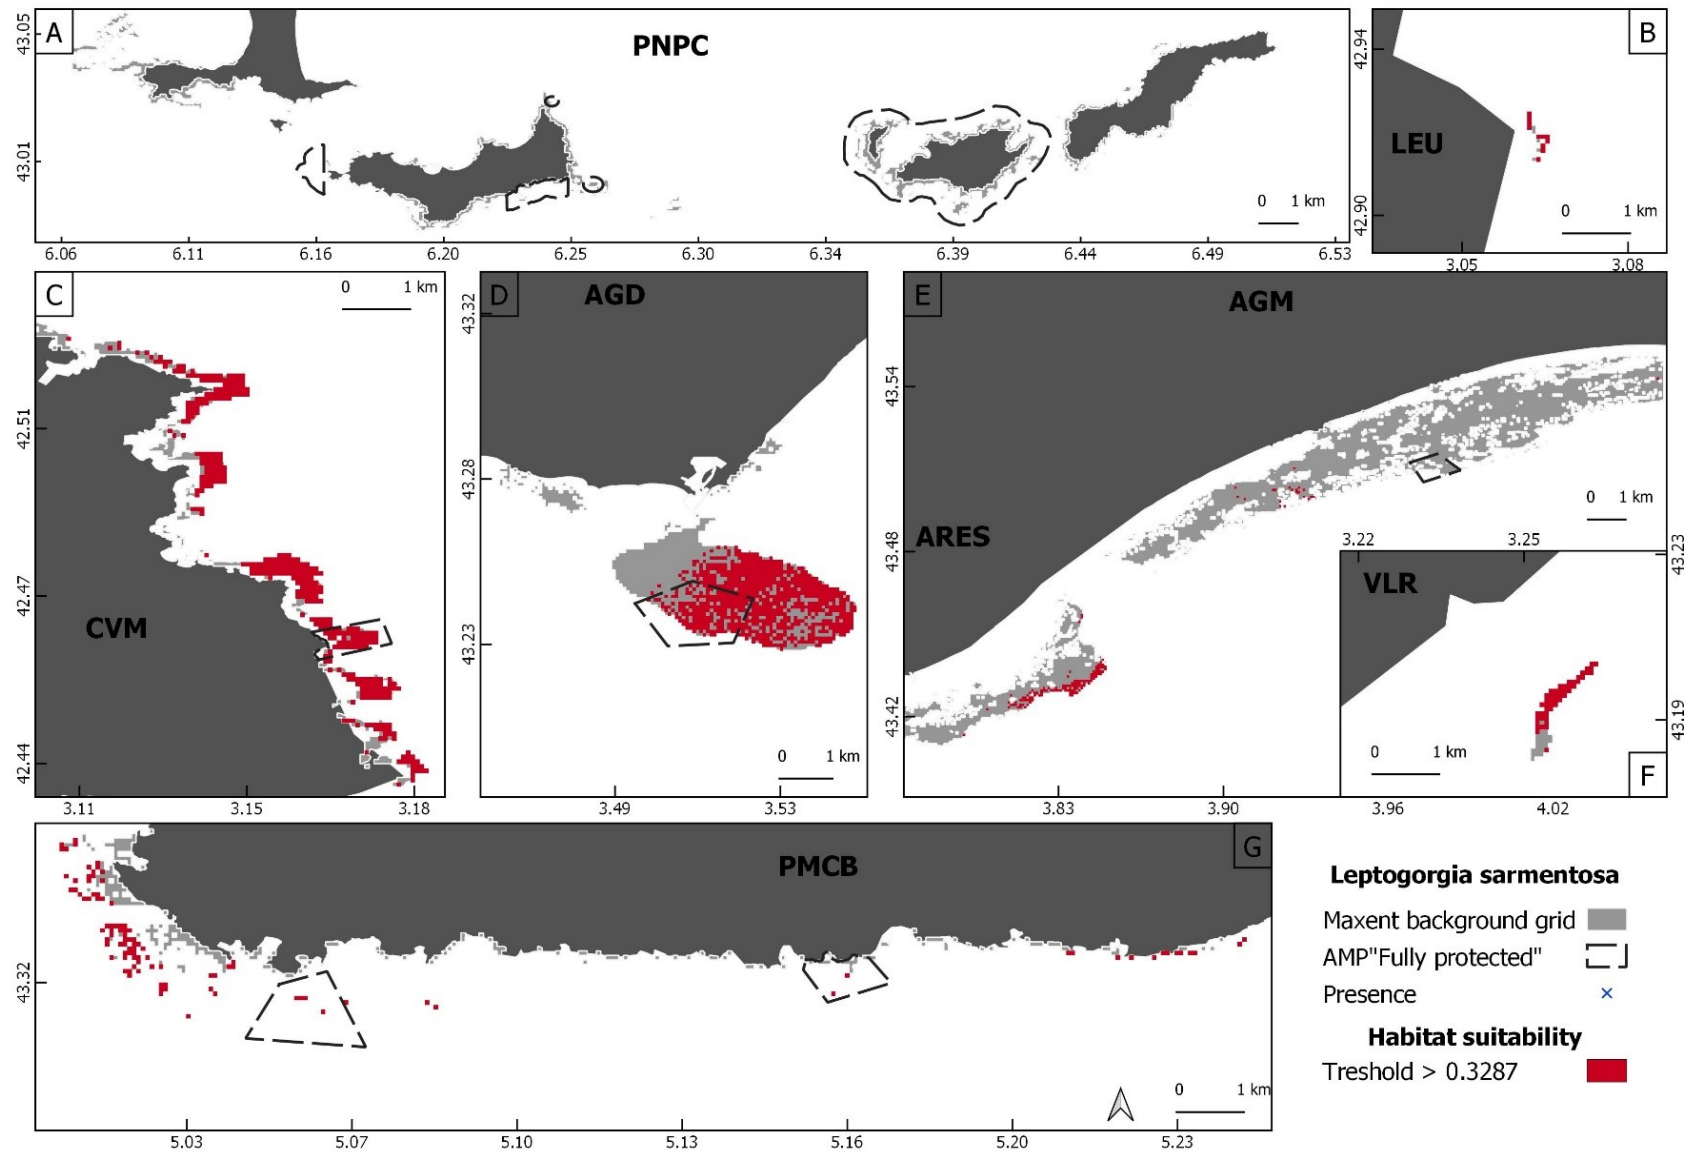 A
PNPC
43.05
43.01
0 1 km
6.06 6.11 6.16 6.20 6.25 6.30 6.34 6.39 6.44 6.49 6.53
B
LEU
42.94
42.90
0 1 km
3.05 3.08
C
0 1 km
42.51
42.47
42.44
CVM
3.11 3.15 3.18
D
AGD
43.32
43.28
43.23
0 1 km
3.49 3.53
E
AGM
43.54
43.48
43.42
ARES
0 1 km
3.83 3.90 3.96 4.02
3.22 3.25
43.23
43.19
VLR
0 1 km
F
G
PMCB
43.32
0 1 km
5.03 5.07 5.10 5.13 5.16 5.20 5.23
Leptogorgia sarmentosa
Maxent background grid
AMP"Fully protected"
Presence
Habitat suitability
Treshold > 0.3287